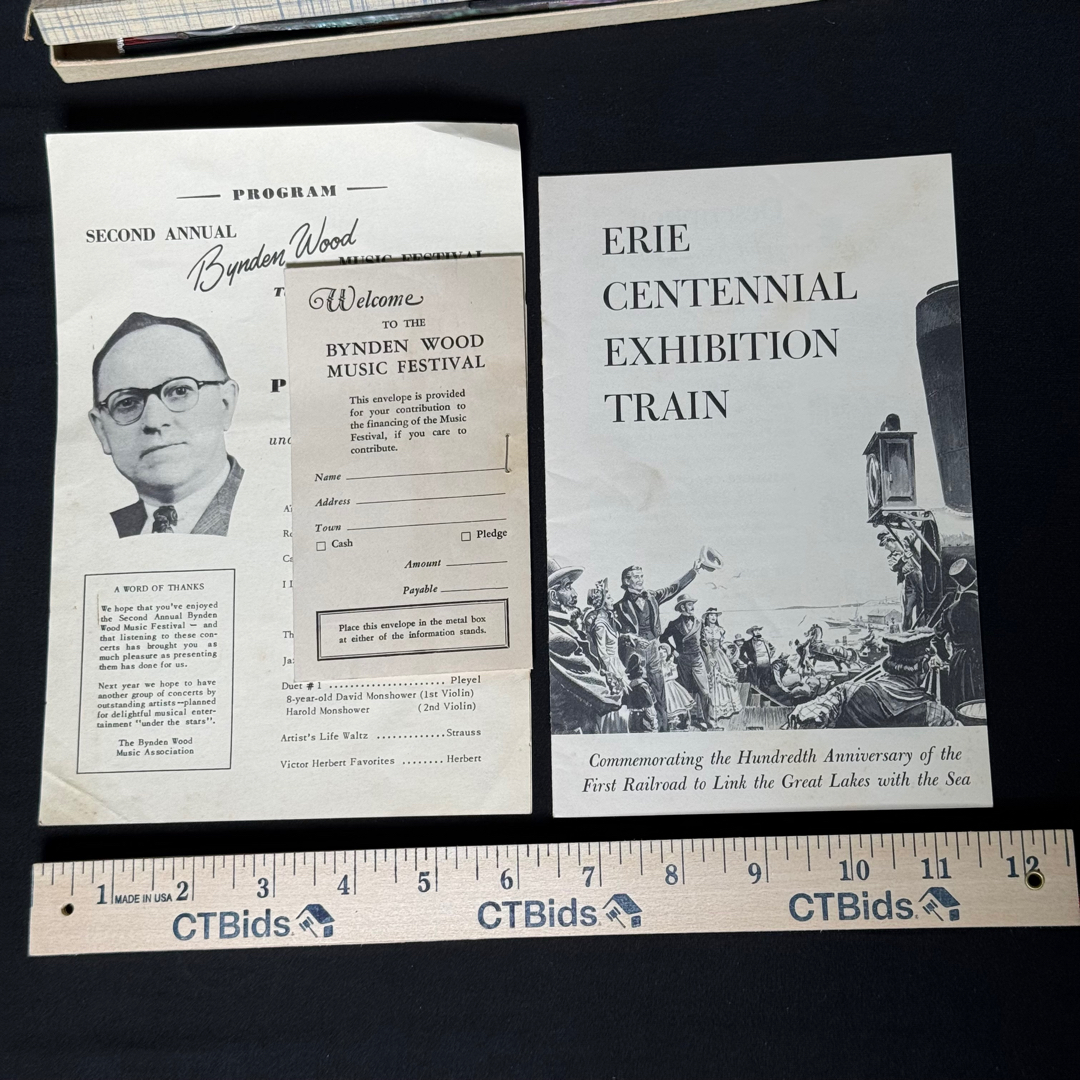 PROGRAM
SECOND ANNUAL
Bynden Wood
MUSIC FESTIVAL
P
und
A WORD OF THANKS
We hope that you've enjoyed
the Second Annual Bynden
Wood Music Festival — and
that listening to these con-
certs has brought you as
much pleasure as presenting
them has done for us.
Next year we hope to have
another group of concerts by
outstanding artists—planned
for delightful musical enter-
tainment "under the stars".
The Bynden Wood
Music Association
Welcome
TO THE
BYNDEN WOOD
MUSIC FESTIVAL
This envelope is provided
for your contribution to
the financing of the Music
Festival, if you care to
contribute.
Name
Address
Town
Cash Pledge
Amount
Payable
Place this envelope in the metal box
at either of the information stands.
I I
Th
Ja
Duet #1 ..................... Pleyel
8-year-old David Monshower (1st Violin)
Harold Monshower (2nd Violin)
Artist's Life Waltz .............Strauss
Victor Herbert Favorites ........ Herbert
ERIE
CENTENNIAL
EXHIBITION
TRAIN
Commemorating the Hundredth Anniversary of the
First Railroad to Link the Great Lakes with the Sea
1 MADE IN USA 2 3 4 5 6 7 8 9 10 11 12
CTBids CTBids CTBids